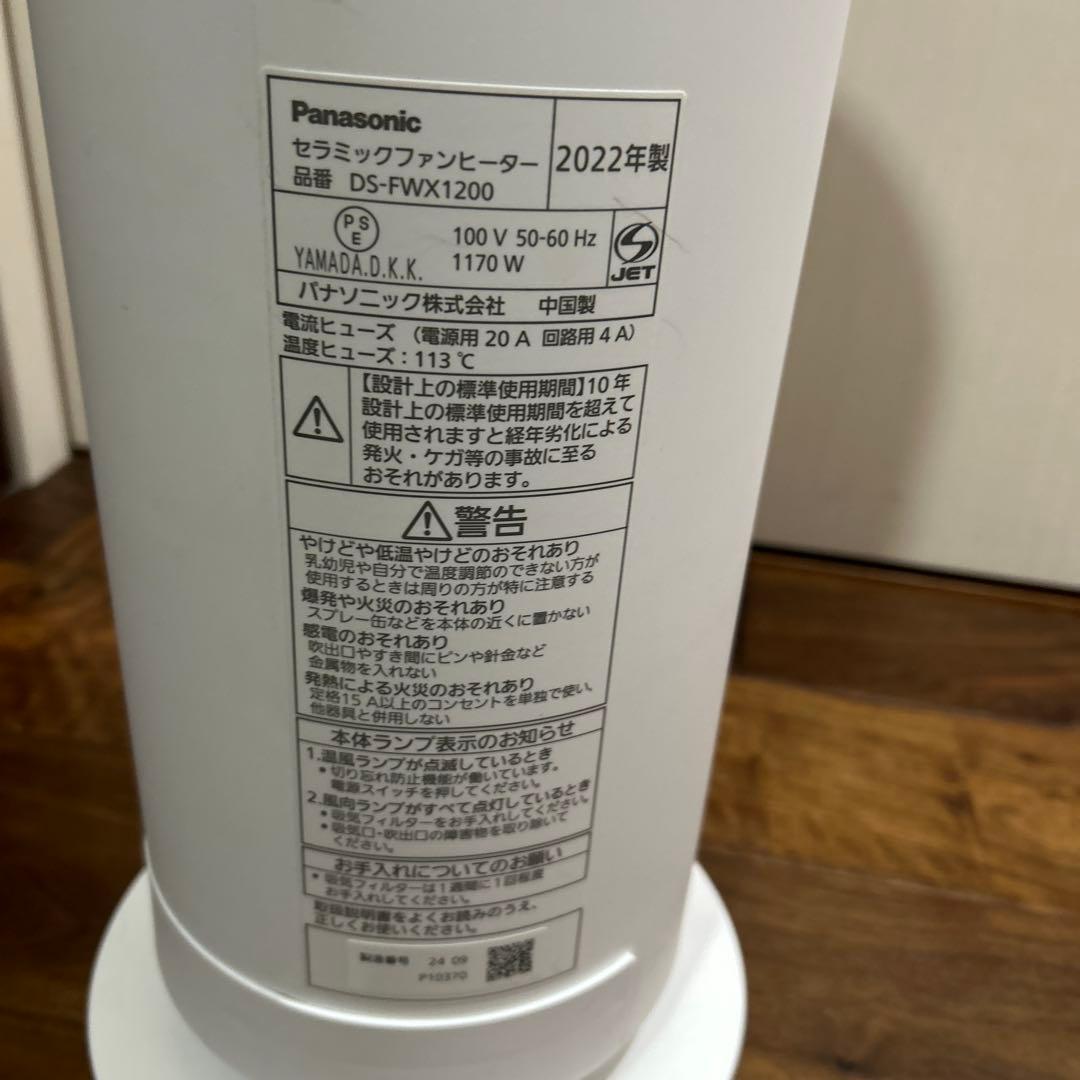 Panasonic
セラミックファンヒーター
品番 DS-FWX1200
2022年製
PSE
YAMADA.D.K.K.
100 V 50-60 Hz
1170 W
JET
パナソニック株式会社 中国製
電流ヒューズ (電源用 20 A 回路用 4 A)
温度ヒューズ：113 ℃
【設計上の標準使用期間】10 年
設計上の標準使用期間を超えて
使用されますと経年劣化による
発火・ケガ等の事故に至る
おそれがあります。
警告
やけどや低温やけどのおそれあり
乳幼児や自分で温度調節のできない方が
使用するときは周りの方が特に注意する
爆発や火災のおそれあり
スプレー缶などを本体の近くに置かない
感電のおそれあり
吹出口やすき間にピンや針金など
金属物を入れない
発熱による火災のおそれあり
定格15 A以上のコンセントを単独で使い、
他器具と併用しない
本体ランプ表示のお知らせ
1.温風ランプが点滅しているとき
・切り忘れ防止機能が働いています。
電源スイッチを押してください。
2.風向ランプがすべて点灯しているとき
・吸気フィルターをお手入れしてください。
・吸気口・吹出口の障害物を取り除いて
ください。
お手入れについてのお願い
・吸気フィルターは1週間に1回程度
お手入れしてください。
取扱説明書をよくお読みのうえ、
正しくお使いください。
製造番号 24 09
P10370